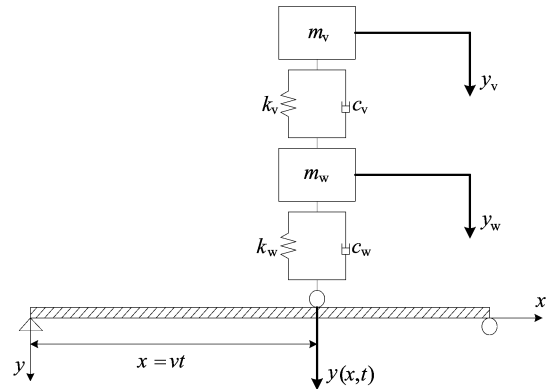 m_v
y_v
k_v
c_v
m_w
y_w
k_w
c_w
x
x = vt
y
y(x,t)